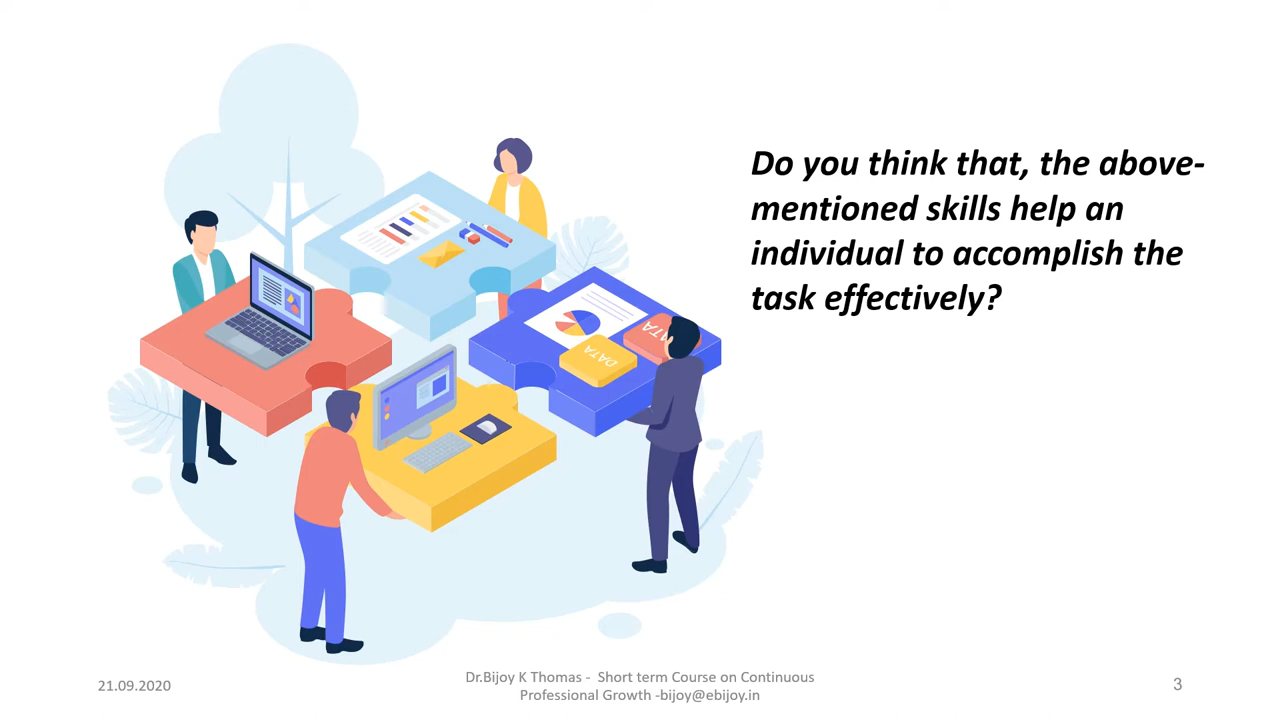 Do you think that, the above-
mentioned skills help an
individual to accomplish the
task effectively?
DATA
DATA
21.09.2020
Dr.Bijoy K Thomas - Short term Course on Continuous
Professional Growth -bijoy@ebijoy.in
3